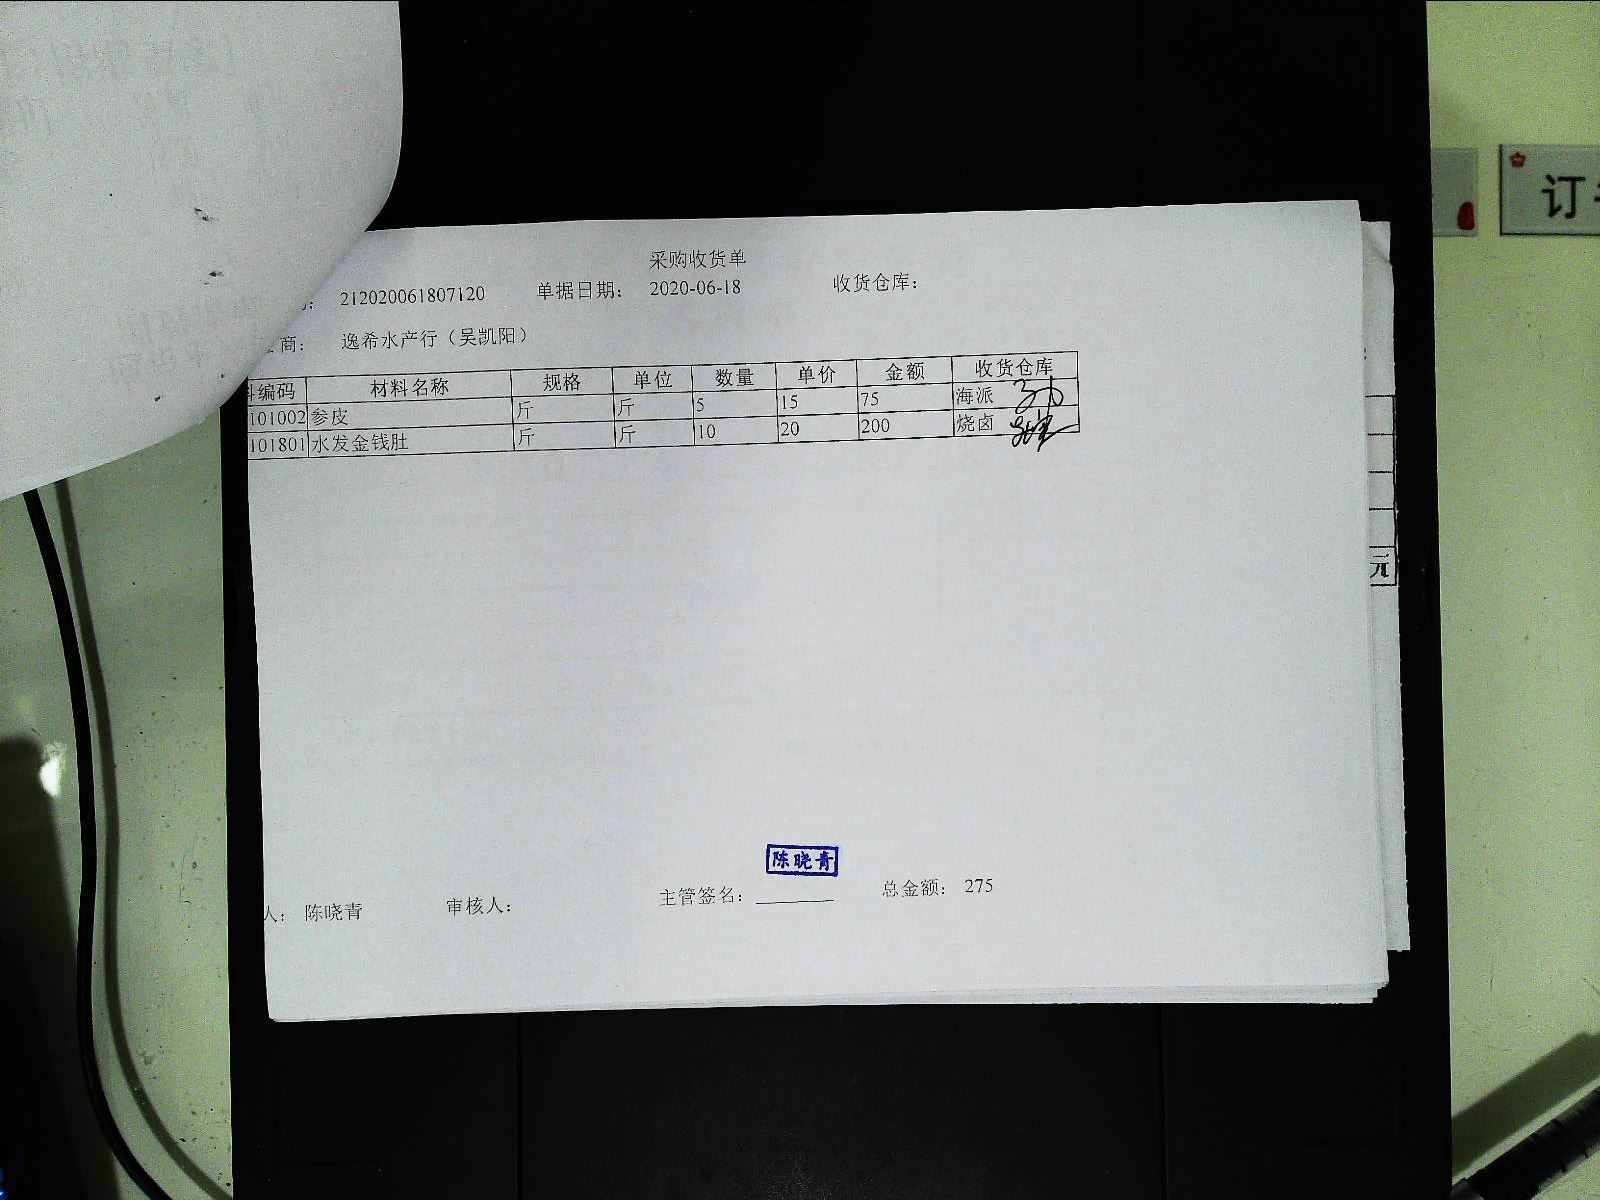 采购收货单
212020061807120 单据日期: 2020-06-18 收货仓库:
商: 逸希水产行（吴凯阳）
编码 材料名称 规格 单位 数量 单价 金额 收货仓库
101002 参皮 斤 斤 5 15 75 海派
101801 水发金钱肚 斤 斤 10 20 200 烧卤
陈晓青
人: 陈晓青 审核人: 主管签名: 总金额: 275
元
订